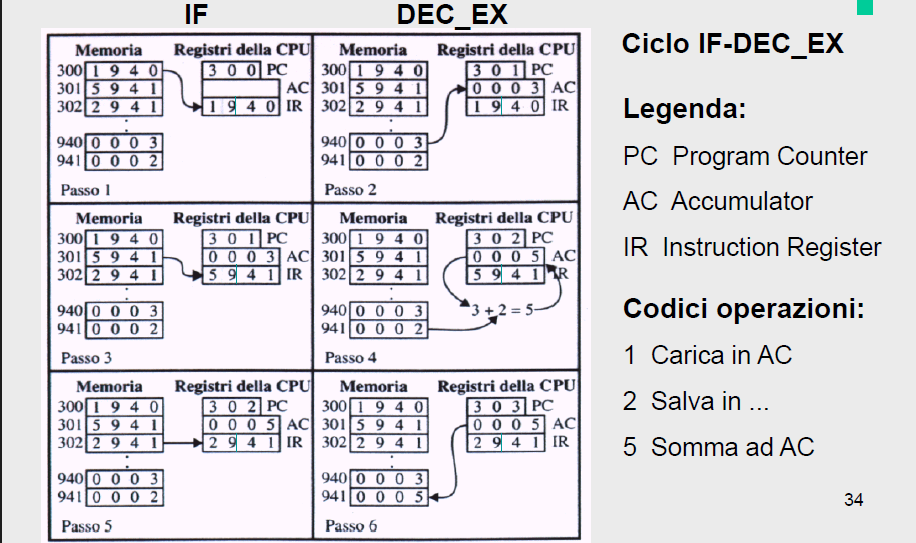 IF DEC_EX
Memoria Registri della CPU
300 1 9 4 0 3 0 0 PC
301 5 9 4 1 AC
302 2 9 4 1 1 9 4 0 IR
940 0 0 0 3
941 0 0 0 2
Passo 1
Memoria Registri della CPU
300 1 9 4 0 3 0 1 PC
301 5 9 4 1 0 0 0 3 AC
302 2 9 4 1 1 9 4 0 IR
940 0 0 0 3
941 0 0 0 2
Passo 2
Memoria Registri della CPU
300 1 9 4 0 3 0 1 PC
301 5 9 4 1 0 0 0 3 AC
302 2 9 4 1 5 9 4 1 IR
940 0 0 0 3
941 0 0 0 2
Passo 3
Memoria Registri della CPU
300 1 9 4 0 3 0 2 PC
301 5 9 4 1 0 0 0 5 AC
302 2 9 4 1 5 9 4 1 IR
940 0 0 0 3 3 + 2 = 5
941 0 0 0 2
Passo 4
Memoria Registri della CPU
300 1 9 4 0 3 0 2 PC
301 5 9 4 1 0 0 0 5 AC
302 2 9 4 1 2 9 4 1 IR
940 0 0 0 3
941 0 0 0 2
Passo 5
Memoria Registri della CPU
300 1 9 4 0 3 0 3 PC
301 5 9 4 1 0 0 0 5 AC
302 2 9 4 1 2 9 4 1 IR
940 0 0 0 3
941 0 0 0 5
Passo 6
Ciclo IF-DEC_EX
Legenda:
PC Program Counter
AC Accumulator
IR Instruction Register
Codici operazioni:
1 Carica in AC
2 Salva in ...
5 Somma ad AC
34